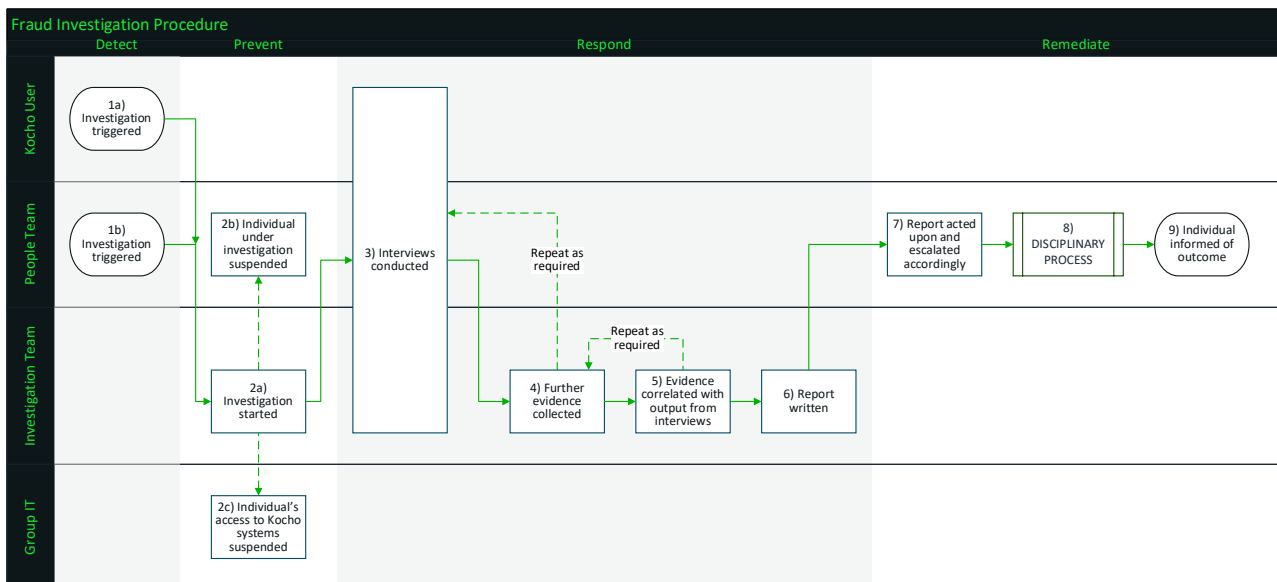 Fraud Investigation Procedure
Detect
Prevent
Respond
Remediate
Kocho User
1a)
Investigation
triggered
People Team
1b)
Investigation
triggered
2b) Individual
under
investigation
suspended
3) Interviews
conducted
Repeat as
required
7) Report acted
upon and
escalated
accordingly
8)
DISCIPLINARY
PROCESS
9) Individual
informed of
outcome
Investigation Team
2a)
Investigation
started
Repeat as
required
4) Further
evidence
collected
5) Evidence
correlated with
output from
interviews
6) Report
written
Group IT
2c) Individual's
access to Kocho
systems
suspended